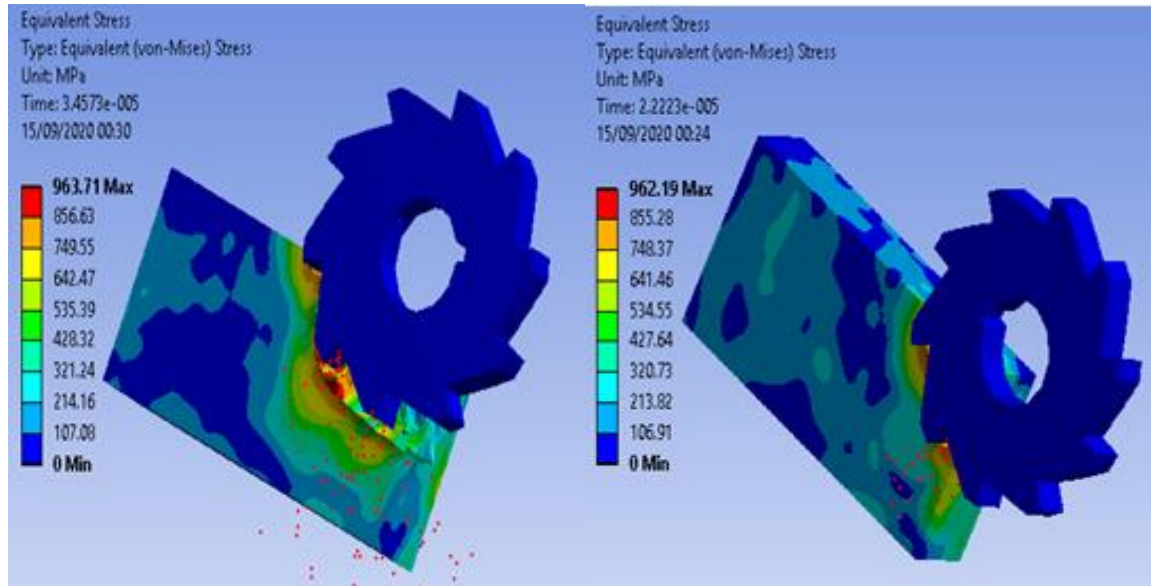 Equivalent Stress
Type: Equivalent (von-Mises) Stress
Unit: MPa
Time: 3.4573e-005
15/09/2020 00:30
963.71 Max
856.63
749.55
642.47
535.39
428.32
321.24
214.16
107.08
0 Min
Equivalent Stress
Type: Equivalent (von-Mises) Stress
Unit: MPa
Time: 2.2223e-005
15/09/2020 00:24
962.19 Max
855.28
748.37
641.46
534.55
427.64
320.73
213.82
106.91
0 Min